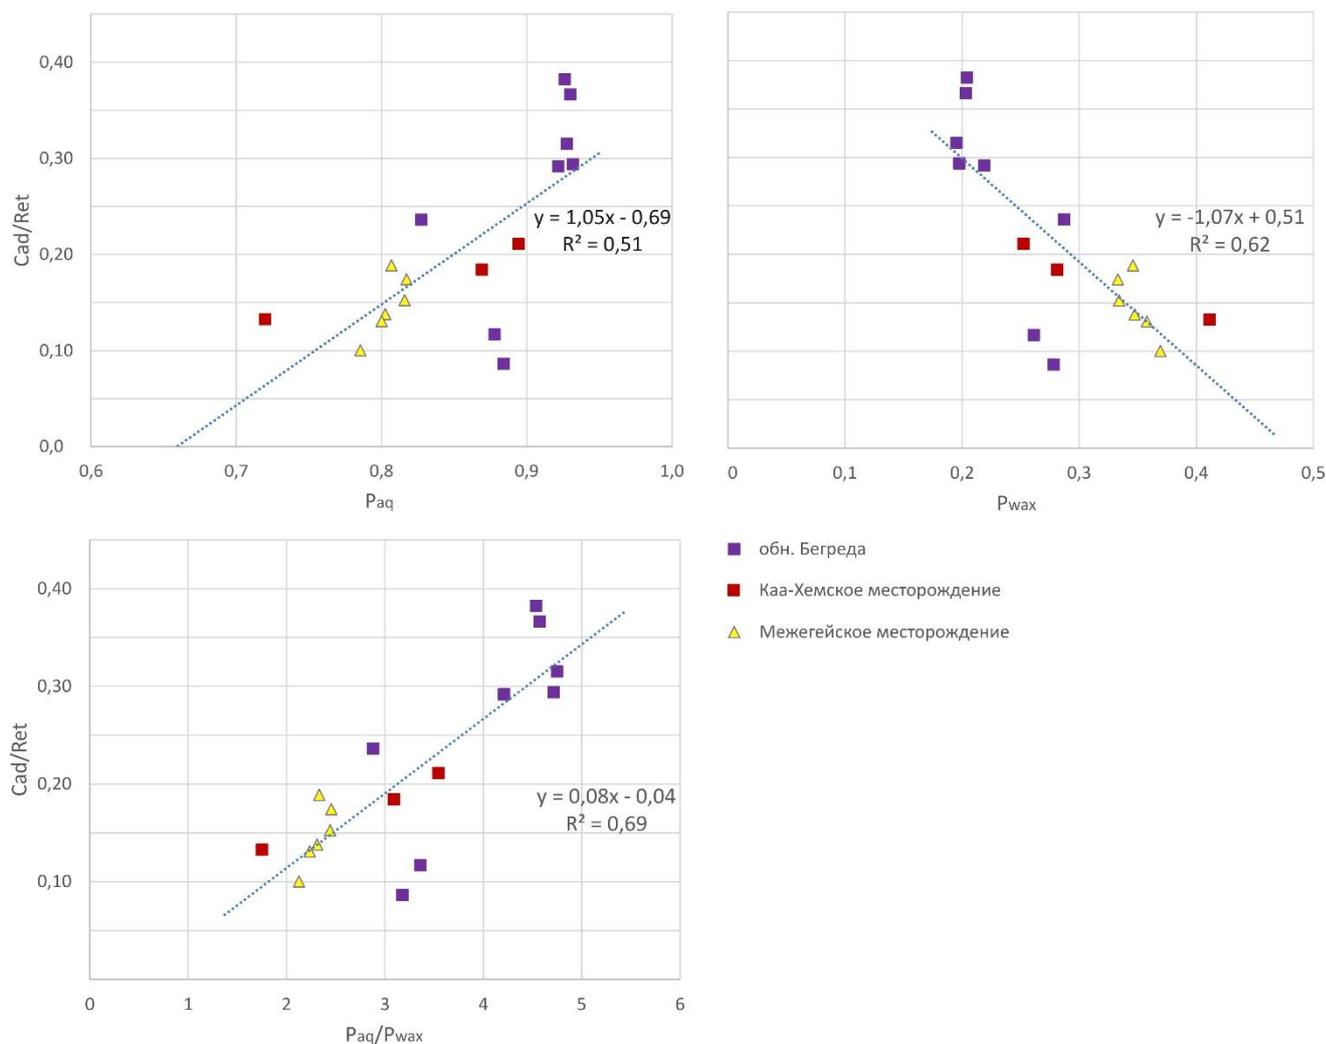 0,40
0,30
0,20
0,10
0,0
Cad/Ret
y = 1,05x - 0,69
R² = 0,51
0,6 0,7 0,8 0,9 1,0
Paq
y = -1,07x + 0,51
R² = 0,62
0 0,1 0,2 0,3 0,4 0,5
Pwax
0,40
0,30
0,20
0,10
Cad/Ret
y = 0,08x - 0,04
R² = 0,69
0 1 2 3 4 5 6
Paq/Pwax
обн. Бегреда
Каа-Хемское месторождение
Межегейское месторождение